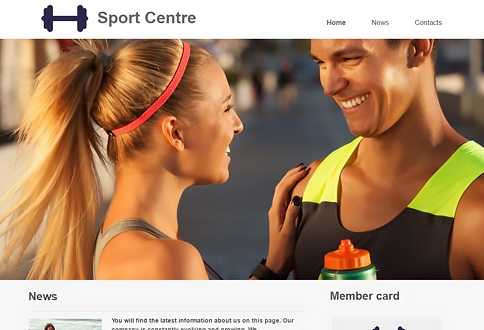 Sport Centre
Home News Contacts
News
Member card
You will find the latest information about us on this page. Our
company is constantly evolving and growing. We